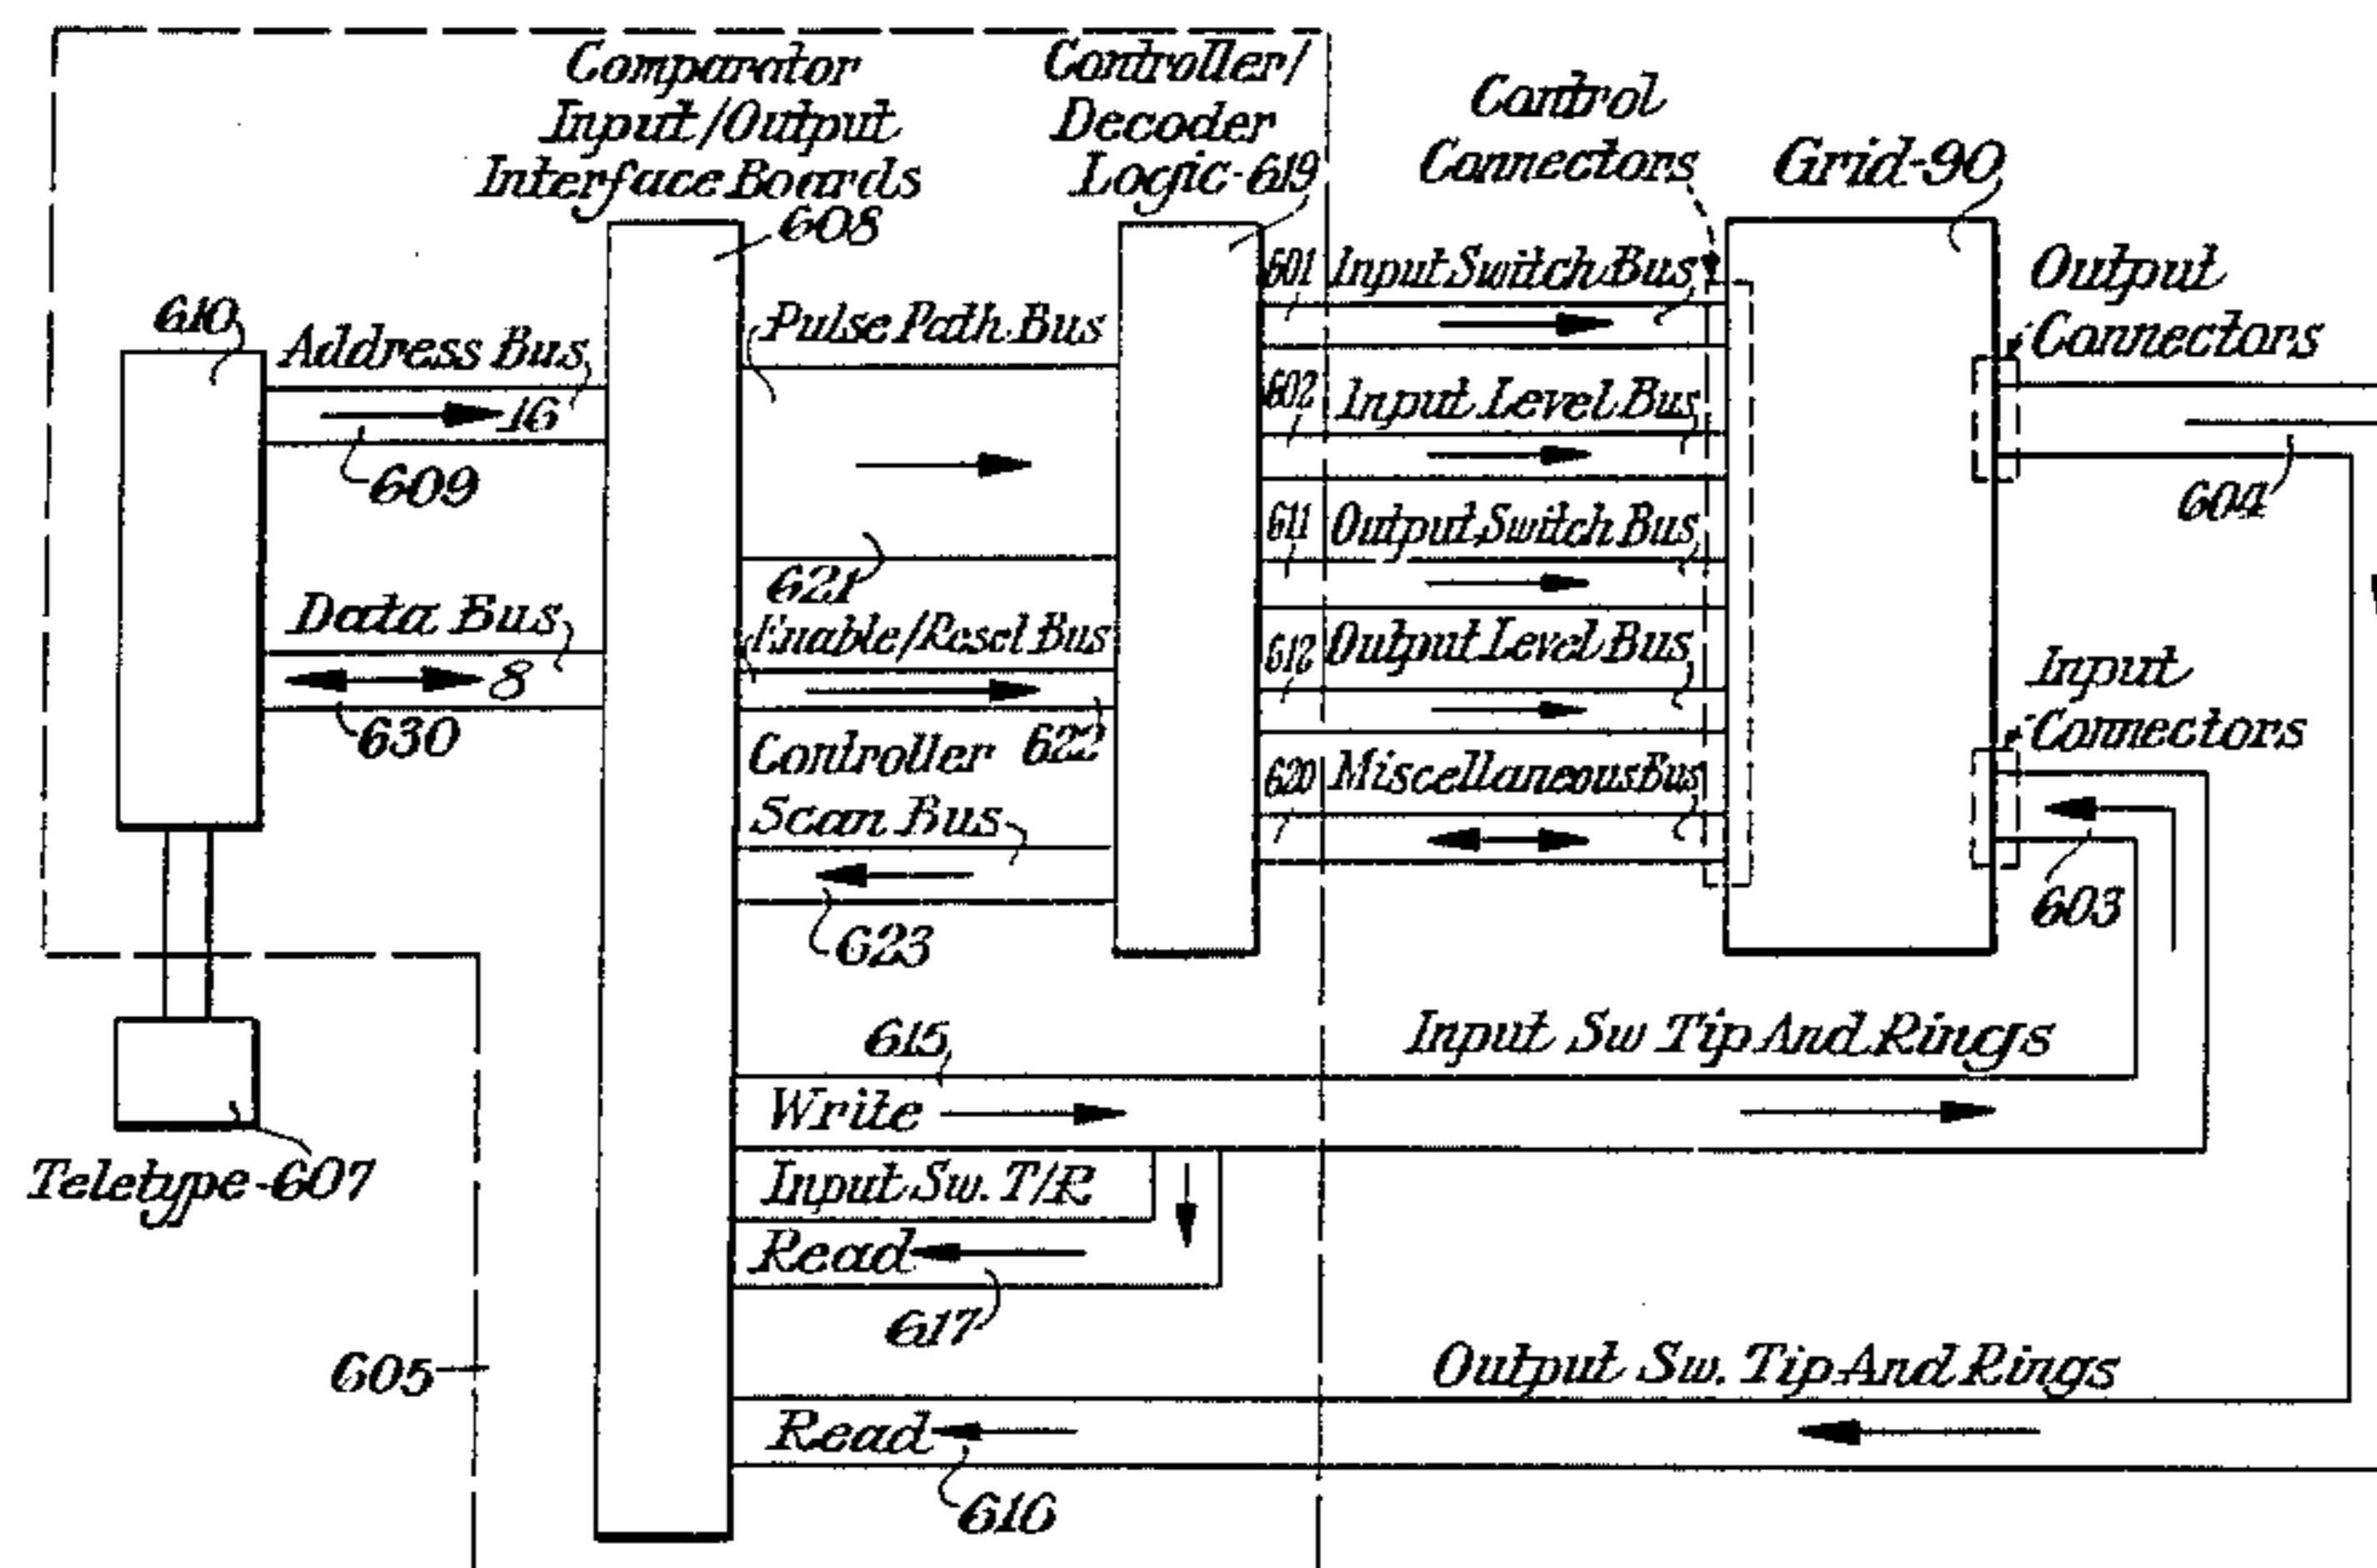 Comparator
Input/Output
Interface Boards
608
Controller/
Decoder
Logic-619
Control
Connectors
Grid-90
Output
Connectors
610
Address Bus
16
609
Data Bus
8
630
Pulse Path Bus
621
Enable/Reset Bus
622
Controller
Scan Bus
623
601 Input Switch Bus
602 Input Level Bus
611 Output Switch Bus
612 Output Level Bus
620 Miscellaneous Bus
604
Input
Connectors
603
Teletype-607
615
Input Sw Tip And Rings
Write
Input Sw. T/R
Read
617
605
Output Sw. Tip And Rings
Read
616